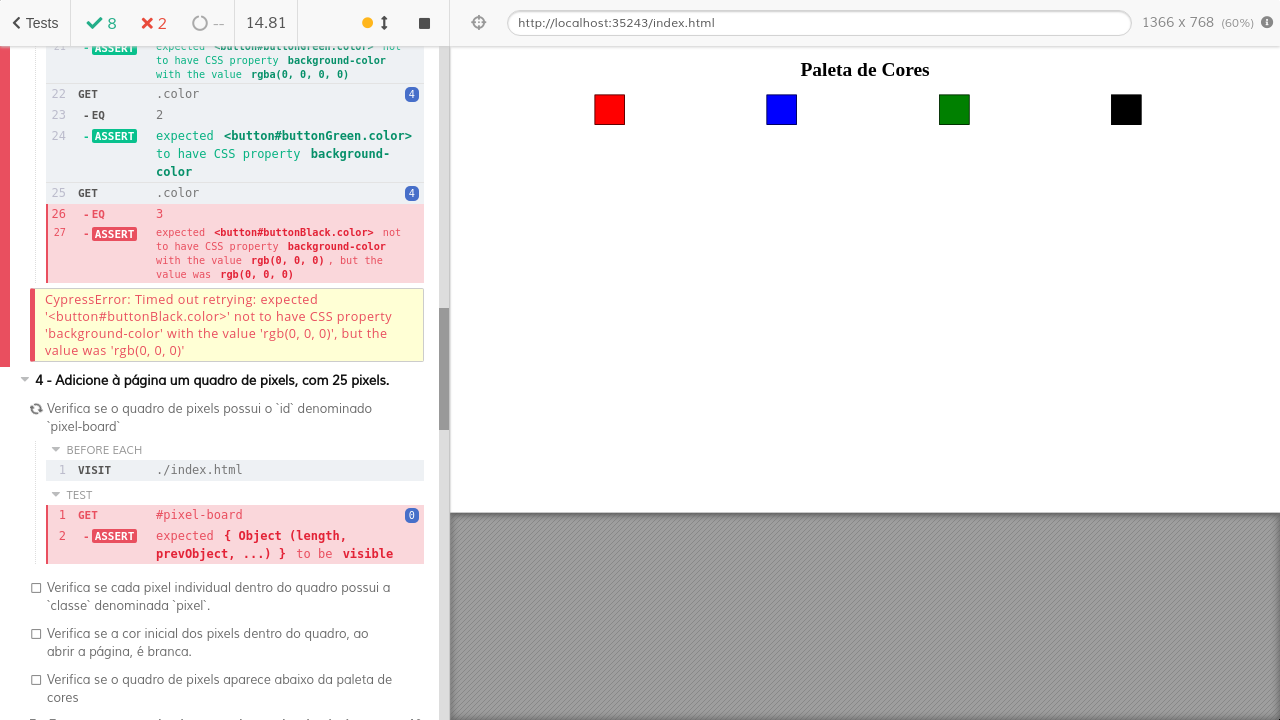 Tests
8
2
--
14.81
http://localhost:35243/index.html
1366 x 768 (60%)
21 -ASSERT expected <button#buttonGreen.color> not
to have CSS property background-color
with the value rgba(0, 0, 0, 0)
22 GET .color 4
23 -EQ 2
24 -ASSERT expected <button#buttonGreen.color>
to have CSS property background-
color
25 GET .color 4
26 -EQ 3
27 -ASSERT expected <button#buttonBlack.color> not
to have CSS property background-color
with the value rgb(0, 0, 0), but the
value was rgb(0, 0, 0)
CypressError: Timed out retrying: expected
'<button#buttonBlack.color>' not to have CSS property
'background-color' with the value 'rgb(0, 0, 0)', but the
value was 'rgb(0, 0, 0)'
4 - Adicione à página um quadro de pixels, com 25 pixels.
Verifica se o quadro de pixels possui o `id` denominado
`pixel-board`
BEFORE EACH
1 VISIT ./index.html
TEST
1 GET #pixel-board 0
2 -ASSERT expected { Object (length,
prevObject, ...) } to be visible
Verifica se cada pixel individual dentro do quadro possui a
`classe` denominada `pixel`.
Verifica se a cor inicial dos pixels dentro do quadro, ao
abrir a página, é branca.
Verifica se o quadro de pixels aparece abaixo da paleta de
cores
Paleta de Cores